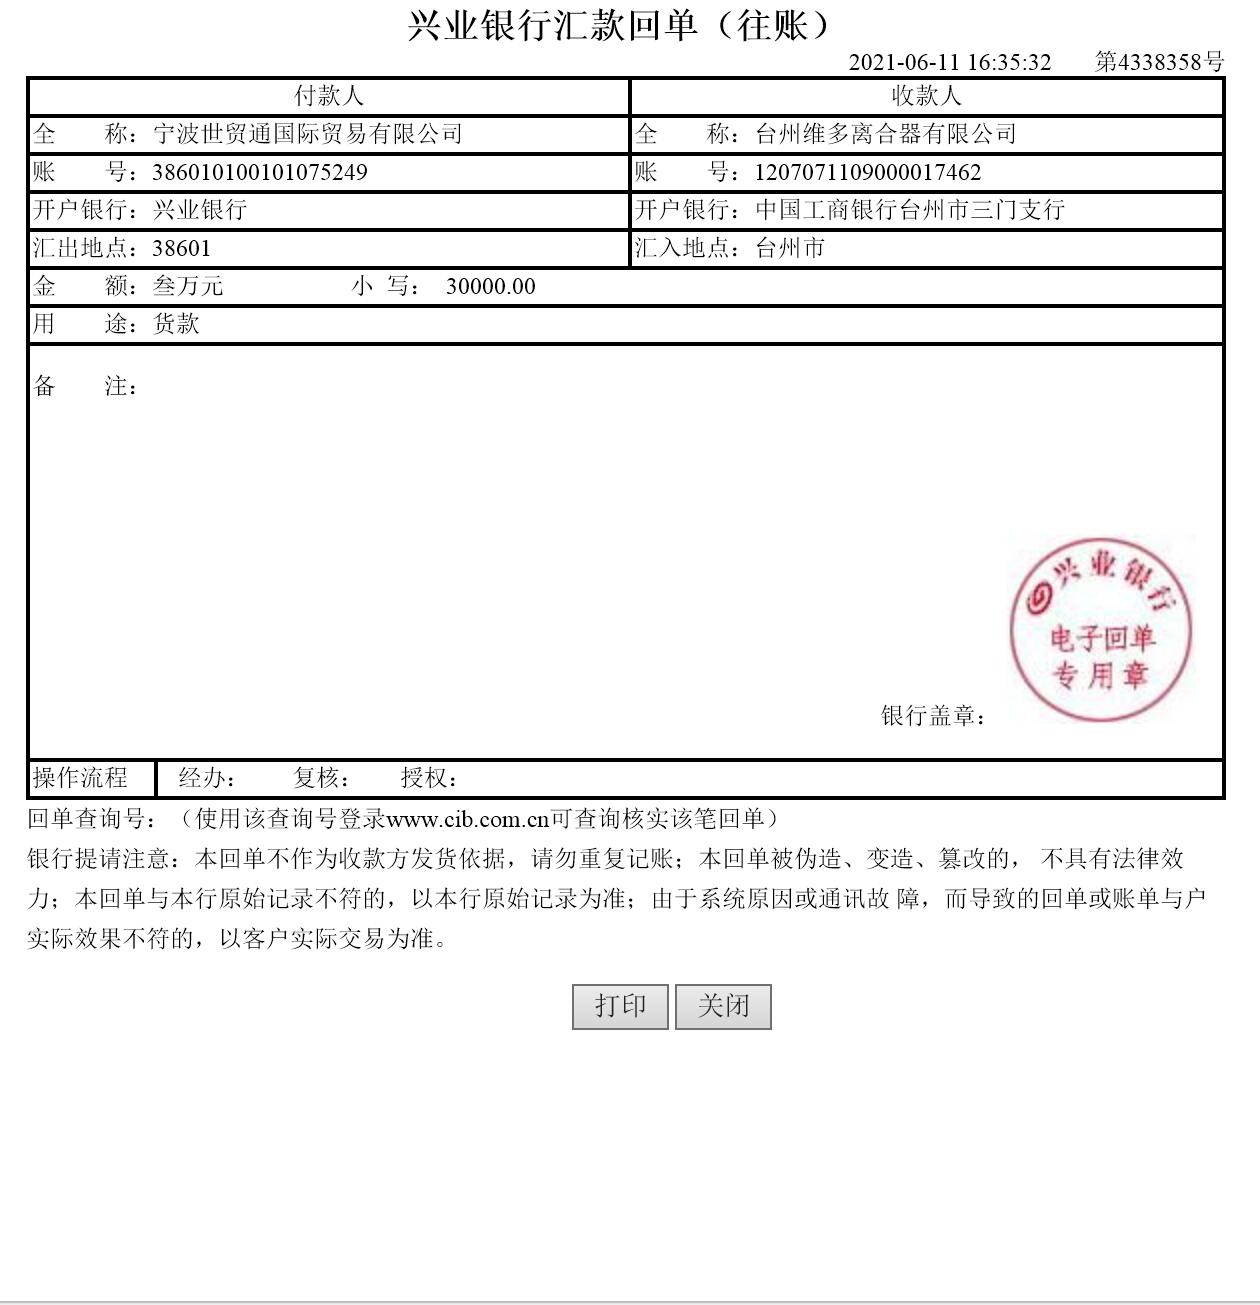 兴业银行汇款回单（往账）
2021-06-11 16:35:32 第4338358号
付款人 收款人
全 称：宁波世贸通国际贸易有限公司 全 称：台州维多离合器有限公司
账 号：386010100101075249 账 号：1207071109000017462
开户银行：兴业银行 开户银行：中国工商银行台州市三门支行
汇出地点：38601 汇入地点：台州市
金 额：叁万元 小 写： 30000.00
用 途：货款
备 注：
兴业银行
电子回单
专用章
银行盖章：
操作流程 经办： 复核： 授权：
回单查询号：（使用该查询号登录www.cib.com.cn可查询核实该笔回单）
银行提请注意：本回单不作为收款方发货依据，请勿重复记账；本回单被伪造、变造、篡改的， 不具有法律效
力；本回单与本行原始记录不符的，以本行原始记录为准；由于系统原因或通讯故 障，而导致的回单或账单与户
实际效果不符的，以客户实际交易为准。
打印 关闭